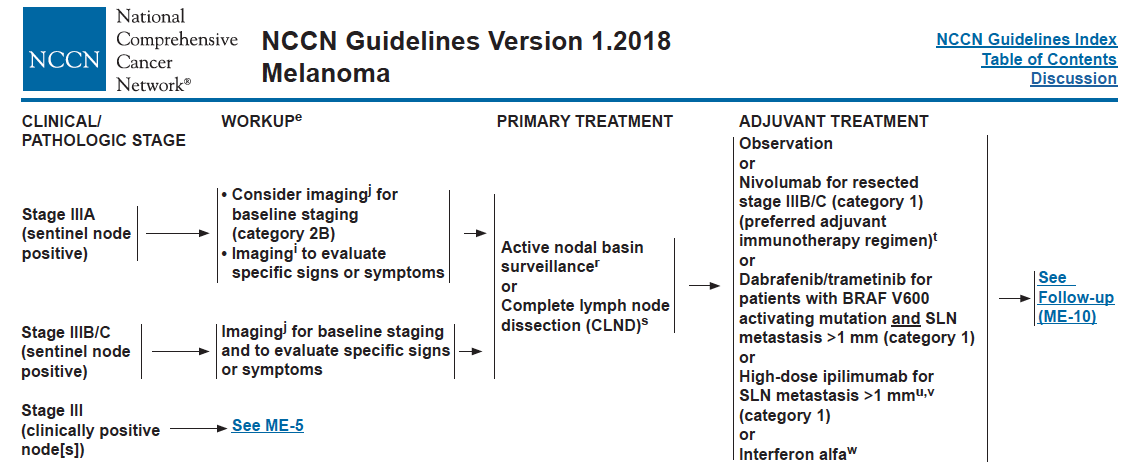 National
Comprehensive
NCCN Cancer
Network®
NCCN Guidelines Version 1.2018
Melanoma
NCCN Guidelines Index
Table of Contents
Discussion
CLINICAL/
PATHOLOGIC STAGE
WORKUPe
PRIMARY TREATMENT
ADJUVANT TREATMENT
Stage IIIA
(sentinel node
positive)
• Consider imagingj for
baseline staging
(category 2B)
• Imagingi to evaluate
specific signs or symptoms
Stage IIIB/C
(sentinel node
positive)
Imagingj for baseline staging
and to evaluate specific signs
or symptoms
Stage III
(clinically positive
node[s])
See ME-5
Active nodal basin
surveillancer
or
Complete lymph node
dissection (CLND)s
Observation
or
Nivolumab for resected
stage IIIB/C (category 1)
(preferred adjuvant
immunotherapy regimen)t
or
Dabrafenib/trametinib for
patients with BRAF V600
activating mutation and SLN
metastasis >1 mm (category 1)
or
High-dose ipilimumab for
SLN metastasis >1 mmu,v
(category 1)
or
Interferon alfaw
See
Follow-up
(ME-10)